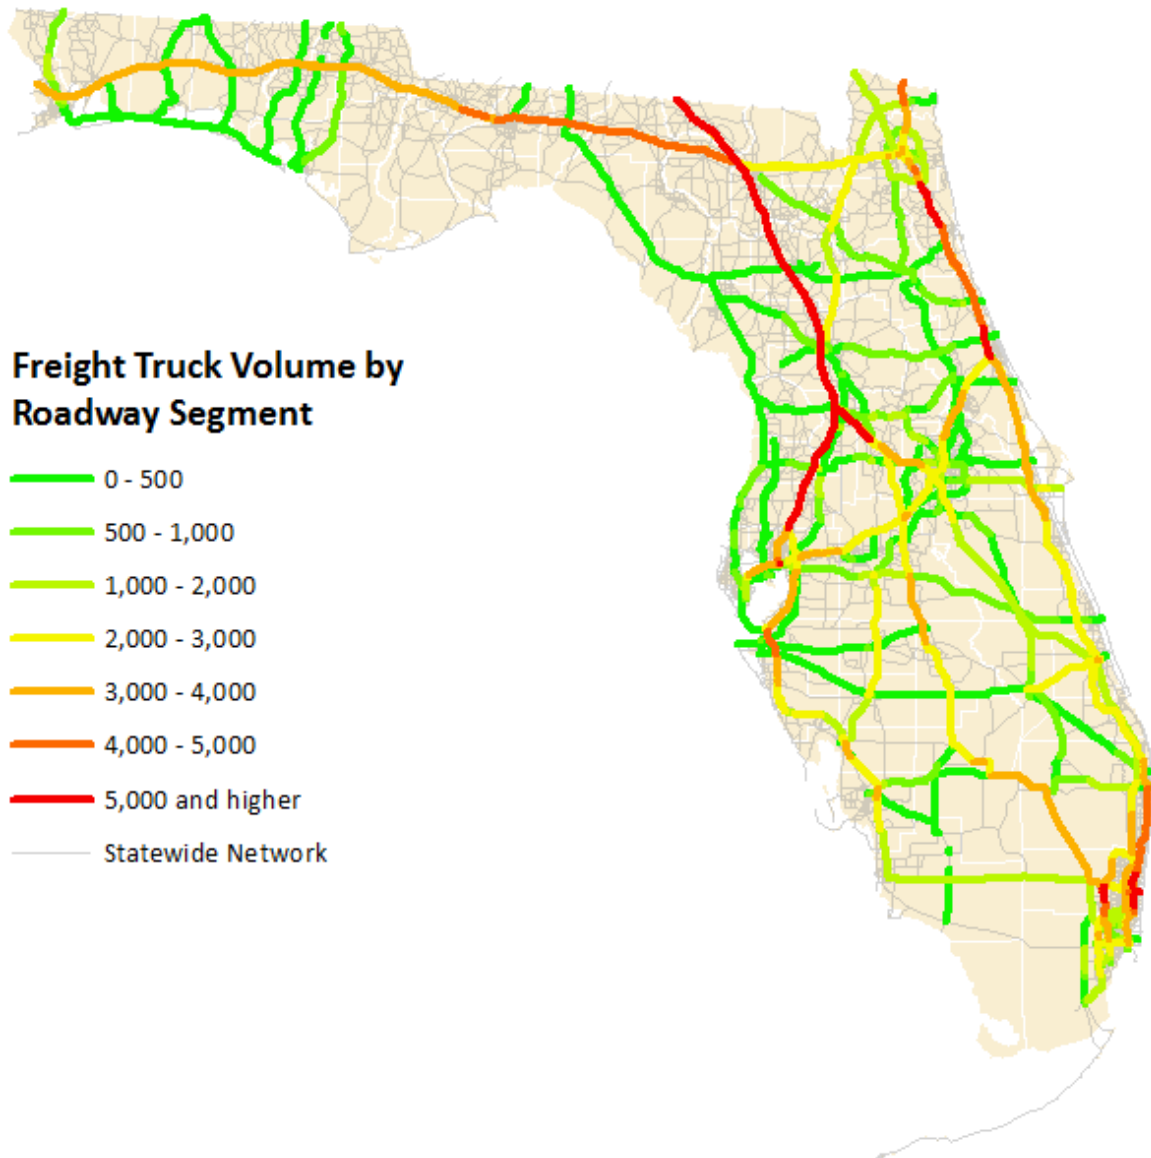 Freight Truck Volume by
Roadway Segment
0 - 500
500 - 1,000
1,000 - 2,000
2,000 - 3,000
3,000 - 4,000
4,000 - 5,000
5,000 and higher
Statewide Network